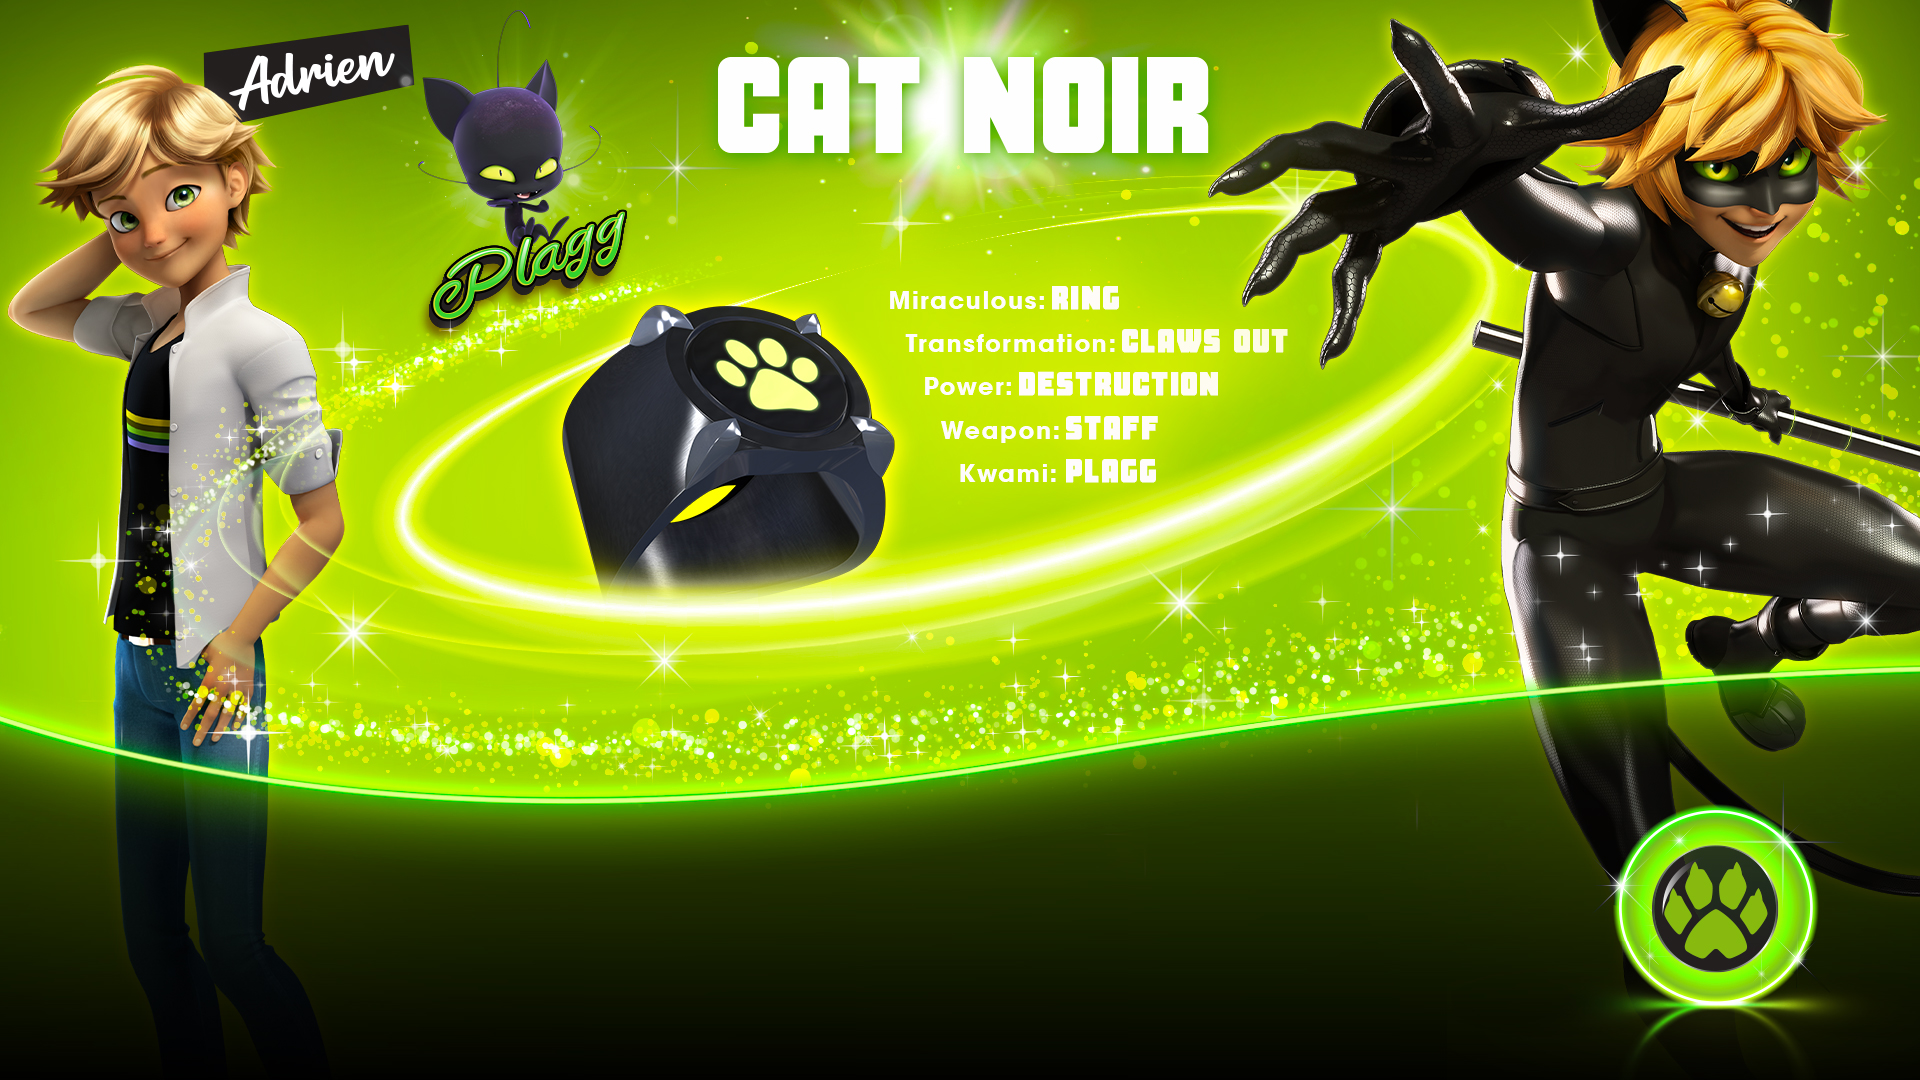 Adrien
CAT NOIR
Plagg
Miraculous: RING
Transformation: CLAWS OUT
Power: DESTRUCTION
Weapon: STAFF
Kwami: PLAGG